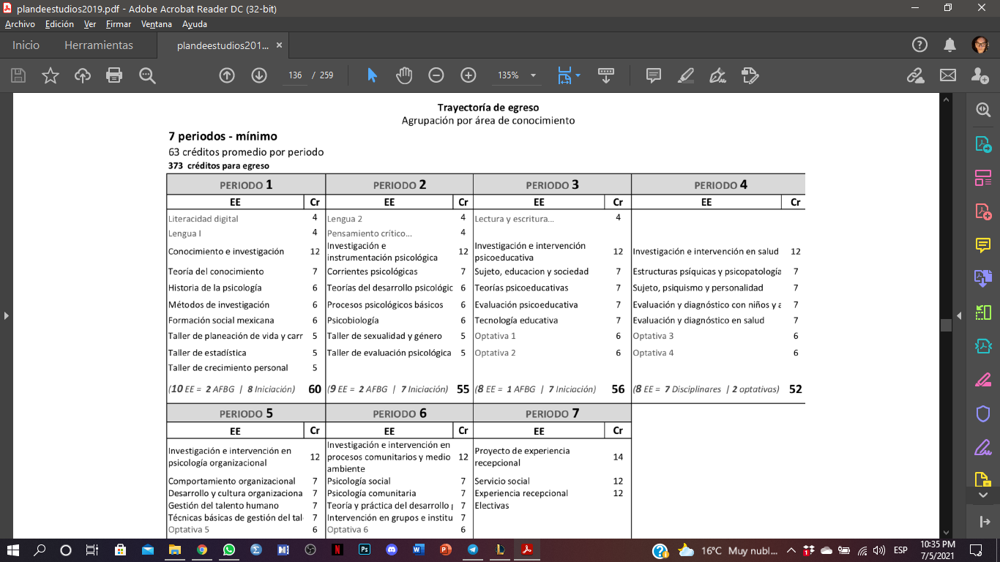 plandeestudios2019.pdf - Adobe Acrobat Reader DC (32-bit)
Archivo Edición Ver Firmar Ventana Ayuda
Inicio Herramientas plandeestudios201... ×
136 / 259 135%
Trayectoría de egreso
Agrupación por área de conocimiento
7 periodos - mínimo
63 créditos promedio por periodo
373 créditos para egreso
PERIODO 1 PERIODO 2 PERIODO 3 PERIODO 4
EE Cr EE Cr EE Cr EE Cr
Literacidad digital 4 Lengua 2 4 Lectura y escritura... 4
Lengua I 4 Pensamiento crítico... 4
Conocimiento e investigación 12 Investigación e instrumentación psicológica 12 Investigación e intervención psicoeducativa 12 Investigación e intervención en salud 12
Teoría del conocimiento 7 Corrientes psicológicas 7 Sujeto, educacion y sociedad 7 Estructuras psíquicas y psicopatología 7
Historia de la psicología 6 Teorías del desarrollo psicológic 6 Teorías psicoeducativas 7 Sujeto, psiquismo y personalidad 7
Métodos de investigación 6 Procesos psicológicos básicos 6 Evaluación psicoeducativa 7 Evaluación y diagnóstico con niños y a 7
Formación social mexicana 6 Psicobiología 6 Tecnología educativa 7 Evaluación y diagnóstico en salud 7
Taller de planeación de vida y carr 5 Taller de sexualidad y género 5 Optativa 1 6 Optativa 3 6
Taller de estadística 5 Taller de evaluación psicológica 5 Optativa 2 6 Optativa 4 6
Taller de crecimiento personal 5
(10 EE = 2 AFBG | 8 Iniciación) 60 (9 EE = 2 AFBG | 7 Iniciación) 55 (8 EE = 1 AFBG | 7 Iniciación) 56 (8 EE = 7 Disciplinares | 2 optativas) 52
PERIODO 5 PERIODO 6 PERIODO 7
EE Cr EE Cr EE Cr
Investigación e intervención en psicología organizacional 12 Investigación e intervención en procesos comunitarios y medio ambiente 12 Proyecto de experiencia recepcional 14
Comportamiento organizacional 7 Psicología social 7 Servicio social 12
Desarrollo y cultura organizaciona 7 Psicología comunitaria 7 Experiencia recepcional 12
Gestión del talento humano 7 Teoría y práctica del desarrollo 7 Electivas
Técnicas básicas de gestión del tal 7 Intervención en grupos e institu 7
Optativa 5 6 Optativa 6 6
16°C Muy nubl... ESP 10:35 PM
7/5/2021